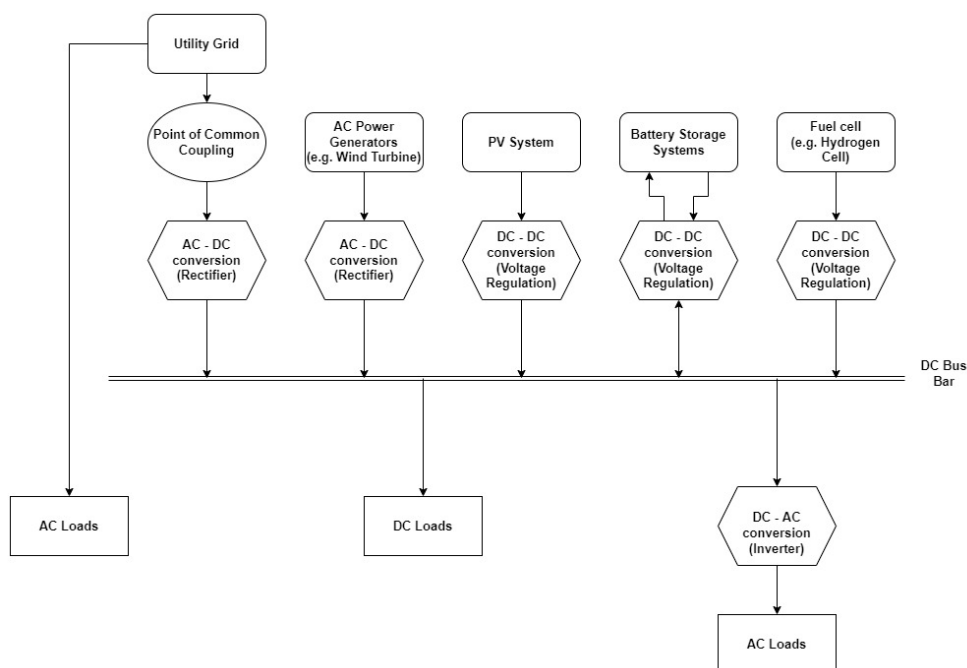 Utility Grid
Point of Common
Coupling
AC Power
Generators
(e.g. Wind Turbine)
PV System
Battery Storage
Systems
Fuel cell
(e.g. Hydrogen
Cell)
AC - DC
conversion
(Rectifier)
AC - DC
conversion
(Rectifier)
DC - DC
conversion
(Voltage
Regulation)
DC - DC
conversion
(Voltage
Regulation)
DC - DC
conversion
(Voltage
Regulation)
DC Bus
Bar
AC Loads
DC Loads
DC - AC
conversion
(Inverter)
AC Loads